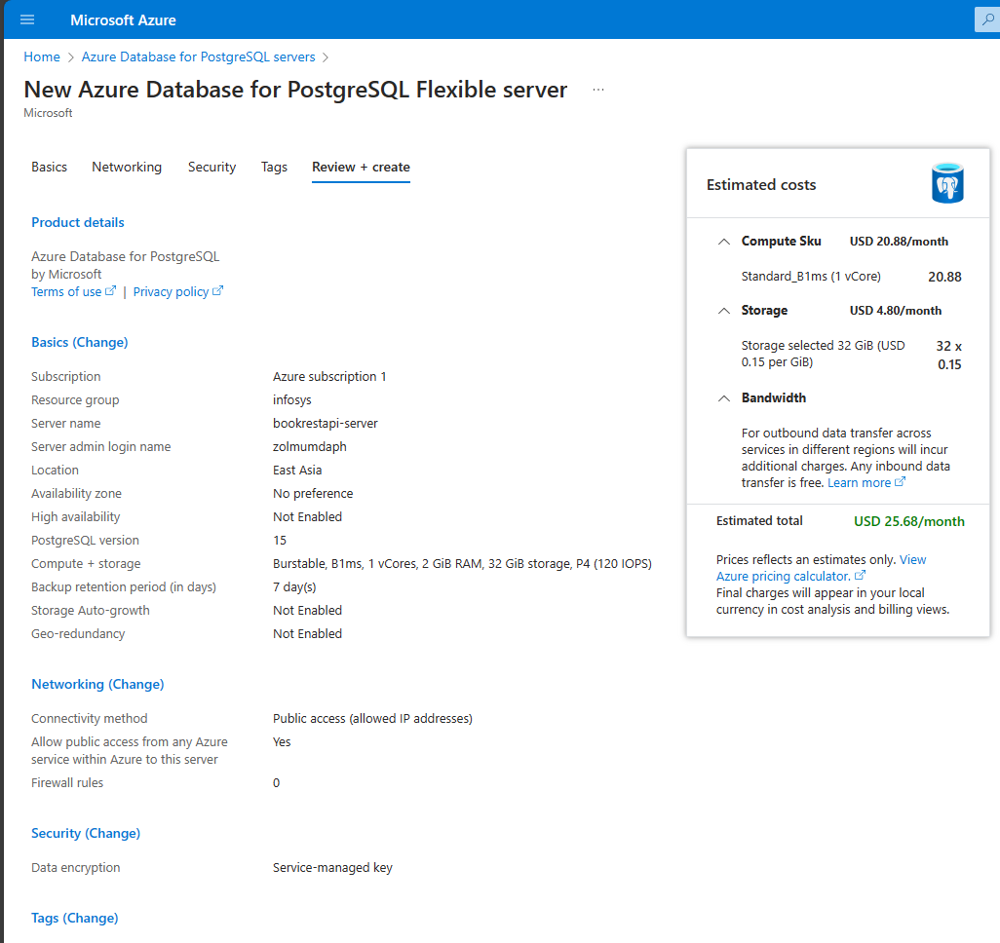 Microsoft Azure
Home > Azure Database for PostgreSQL servers >
New Azure Database for PostgreSQL Flexible server ...
Microsoft
Basics Networking Security Tags Review + create
Product details
Azure Database for PostgreSQL
by Microsoft
Terms of use | Privacy policy
Basics (Change)
Subscription Azure subscription 1
Resource group infosys
Server name bookrestapi-server
Server admin login name zolmumdaph
Location East Asia
Availability zone No preference
High availability Not Enabled
PostgreSQL version 15
Compute + storage Burstable, B1ms, 1 vCores, 2 GiB RAM, 32 GiB storage, P4 (120 IOPS)
Backup retention period (in days) 7 day(s)
Storage Auto-growth Not Enabled
Geo-redundancy Not Enabled
Networking (Change)
Connectivity method Public access (allowed IP addresses)
Allow public access from any Azure Yes
service within Azure to this server
Firewall rules 0
Security (Change)
Data encryption Service-managed key
Tags (Change)
Estimated costs
Compute Sku USD 20.88/month
Standard_B1ms (1 vCore) 20.88
Storage USD 4.80/month
Storage selected 32 GiB (USD 32 x
0.15 per GiB) 0.15
Bandwidth
For outbound data transfer across
services in different regions will incur
additional charges. Any inbound data
transfer is free. Learn more
Estimated total USD 25.68/month
Prices reflects an estimates only. View
Azure pricing calculator.
Final charges will appear in your local
currency in cost analysis and billing views.